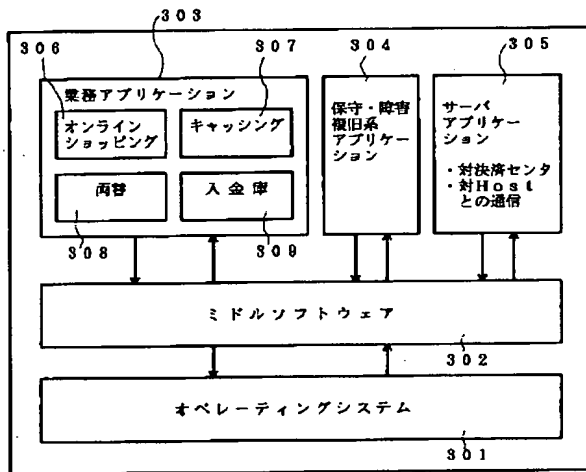 303
306
307
304
305
業務アプリケーション
オンライン
ショッピング
キャッシング
両替
入金庫
308
309
保守・障害
複旧系
アプリケー
ション
サーバ
アプリケー
ション
・対決済センタ
・対Host
との通信
ミドルソフトウェア
302
オペレーティングシステム
301